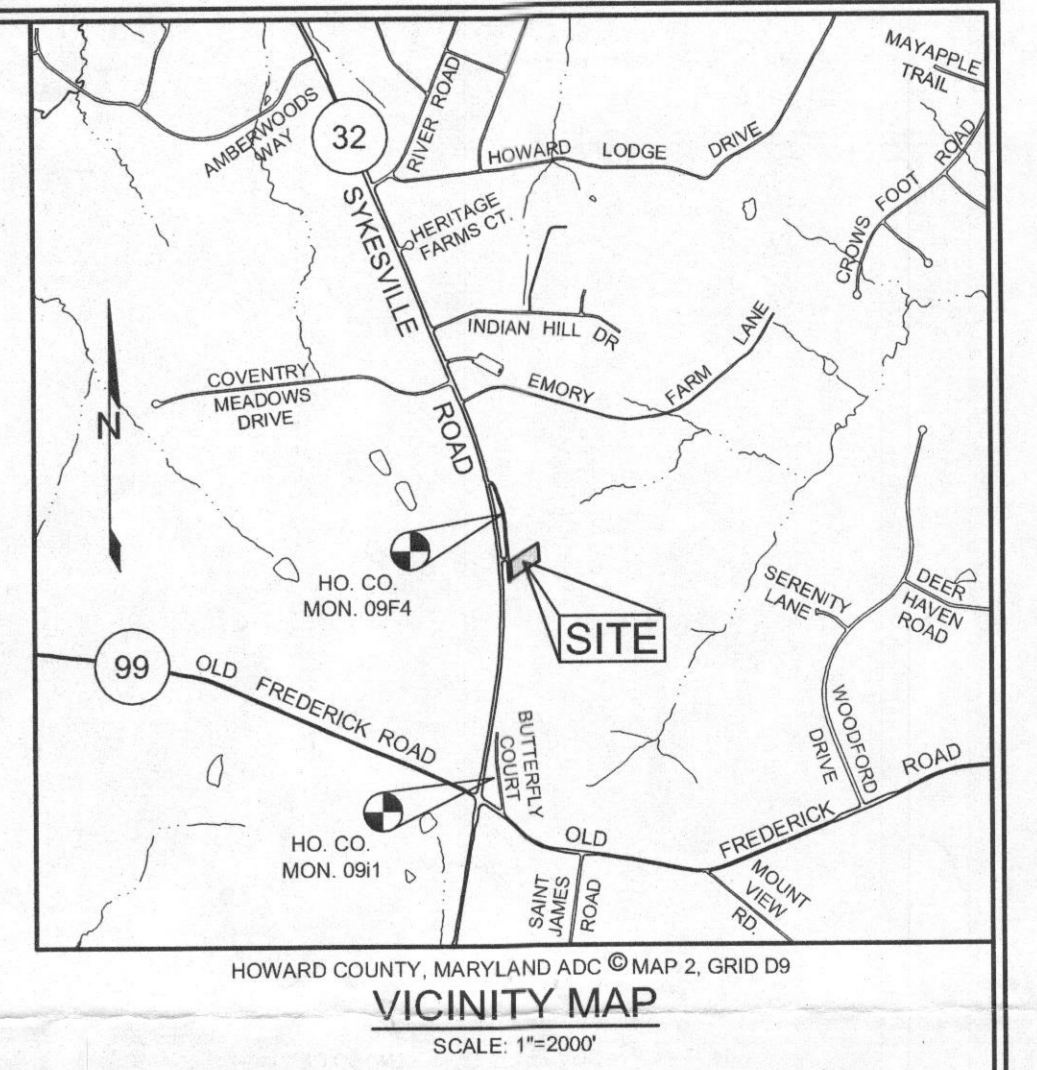 MAYAPPLE
TRAIL
AMBERWOODS
WAY
32
RIVER ROAD
HOWARD LODGE DRIVE
CROWS FOOT ROAD
HERITAGE
FARMS CT.
SYKESVILLE
ROAD
INDIAN HILL DR
COVENTRY
MEADOWS
DRIVE
EMORY FARM LANE
N
HO. CO.
MON. 09F4
SITE
SERENITY
LANE
DEER
HAVEN
ROAD
99
OLD FREDERICK ROAD
BUTTERFLY
COURT
WOODFORD
DRIVE
HO. CO.
MON. 09i1
OLD FREDERICK ROAD
SAINT
JAMES
ROAD
MOUNT
VIEW
RD.
HOWARD COUNTY, MARYLAND ADC © MAP 2, GRID D9
VICINITY MAP
SCALE: 1"=2000'